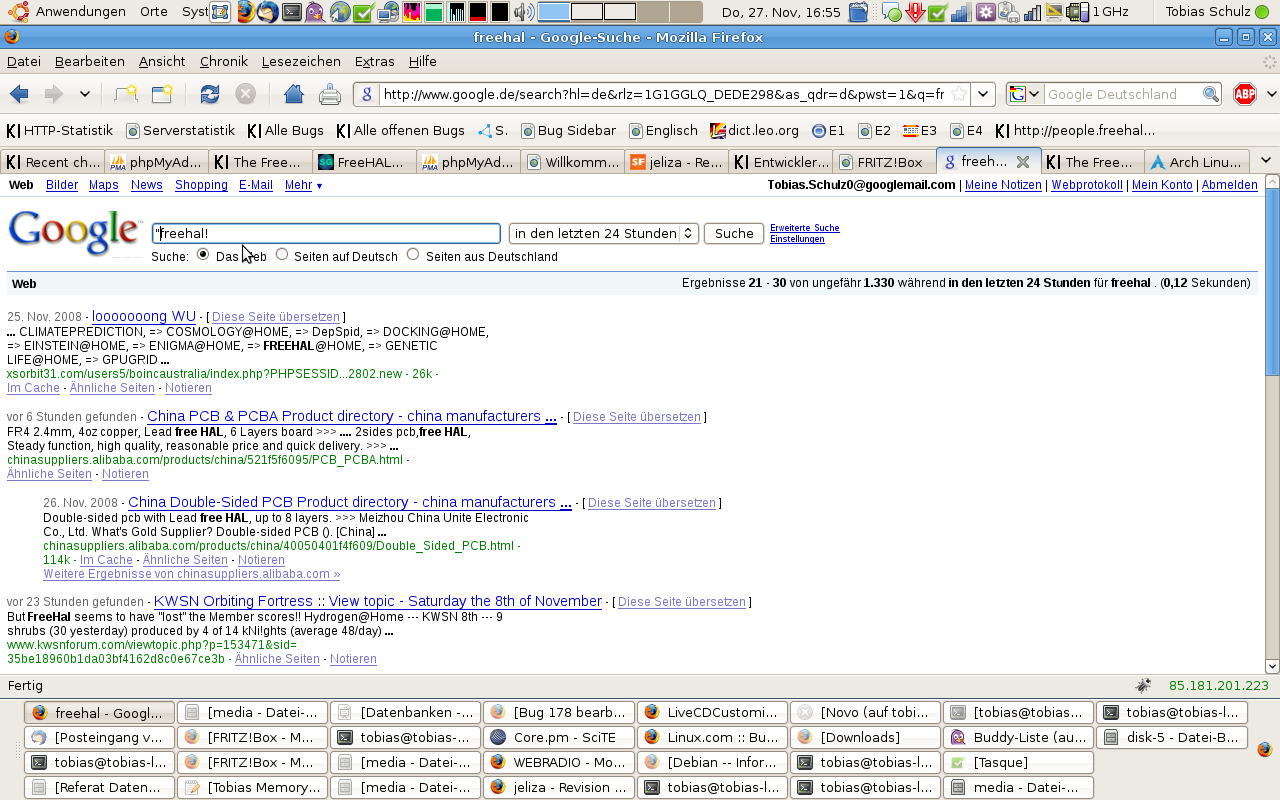 Anwendungen Orte Syst
Do, 27. Nov, 16:55
1 GHz
Tobias Schulz
freehal - Google-Suche - Mozilla Firefox
Datei Bearbeiten Ansicht Chronik Lesezeichen Extras Hilfe
g http://www.google.de/search?hl=de&rlz=1G1GGLQ_DEDE298&as_qdr=d&pwst=1&q=fr
Google Deutschland
ABP
HTTP-Statistik Serverstatistik Alle Bugs Alle offenen Bugs S. Bug Sidebar Englisch dict.leo.org E1 E2 E3 E4 http://people.freehal...
Recent ch... phpMyAd... The Free... FreeHAL... phpMyAd... Willkomm... jeliza - Re... Entwickler... FRITZ!Box freeh... The Free... Arch Linu...
Web Bilder Maps News Shopping E-Mail Mehr ▼
Tobias.Schulz0@googlemail.com | Meine Notizen | Webprotokoll | Mein Konto | Abmelden
Google
"freehal!
in den letzten 24 Stunden
Suche
Erweiterte Suche
Einstellungen
Suche: Das Web Seiten auf Deutsch Seiten aus Deutschland
Web
Ergebnisse 21 - 30 von ungefähr 1.330 während in den letzten 24 Stunden für freehal . (0,12 Sekunden)
25. Nov. 2008 - looooooong WU - [ Diese Seite übersetzen ]
... CLIMATEPREDICTION, => COSMOLOGY@HOME, => DepSpid, => DOCKING@HOME,
=> EINSTEIN@HOME, => ENIGMA@HOME, => FREEHAL@HOME, => GENETIC
LIFE@HOME, => GPUGRID ...
xsorbit31.com/users5/boincaustralia/index.php?PHPSESSID...2802.new - 26k -
Im Cache - Ähnliche Seiten - Notieren
vor 6 Stunden gefunden - China PCB & PCBA Product directory - china manufacturers ... - [ Diese Seite übersetzen ]
FR4 2.4mm, 4oz copper, Lead free HAL, 6 Layers board >>> .... 2sides pcb,free HAL,
Steady function, high quality, reasonable price and quick delivery. >>> ...
chinasuppliers.alibaba.com/products/china/521f5f6095/PCB_PCBA.html -
Ähnliche Seiten - Notieren
26. Nov. 2008 - China Double-Sided PCB Product directory - china manufacturers ... - [ Diese Seite übersetzen ]
Double-sided pcb with Lead free HAL, up to 8 layers. >>> Meizhou China Unite Electronic
Co., Ltd. What's Gold Supplier? Double-sided PCB (). [China] ...
chinasuppliers.alibaba.com/products/china/40050401f4f609/Double_Sided_PCB.html -
114k - Im Cache - Ähnliche Seiten - Notieren
Weitere Ergebnisse von chinasuppliers.alibaba.com »
vor 23 Stunden gefunden - KWSN Orbiting Fortress :: View topic - Saturday the 8th of November - [ Diese Seite übersetzen ]
But FreeHal seems to have "lost" the Member scores!! Hydrogen@Home --- KWSN 8th --- 9
shrubs (30 yesterday) produced by 4 of 14 kNi!ghts (average 48/day) ...
www.kwsnforum.com/viewtopic.php?p=153471&sid=
35be18960b1da03bf4162d8c0e67ce3b - Ähnliche Seiten - Notieren
Fertig
85.181.201.223
freehal - Googl... [media - Datei-... [Datenbanken -... [Bug 178 bearb... LiveCDCustomi... [Novo (auf tobi... [tobias@tobias... tobias@tobias-l...
[Posteingang v... [FRITZ!Box - M... tobias@tobias-... Core.pm - SciTE Linux.com :: Bu... [Downloads] Buddy-Liste (au... disk-5 - Datei-B...
tobias@tobias-l... [FRITZ!Box - M... [media - Datei-... WEBRADIO - Mo... [Debian -- Infor... tobias@tobias-l... [Tasque]
[Referat Daten... [Tobias Memory... [media - Datei-... jeliza - Revision ... tobias@tobias-l... tobias@tobias-l... media - Datei-...